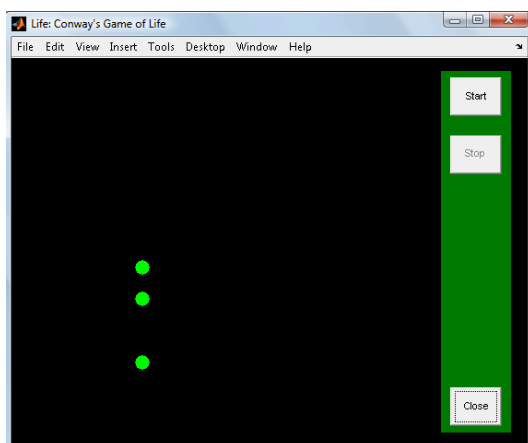 Life: Conway's Game of Life
File Edit View Insert Tools Desktop Window Help
Start
Stop
Close